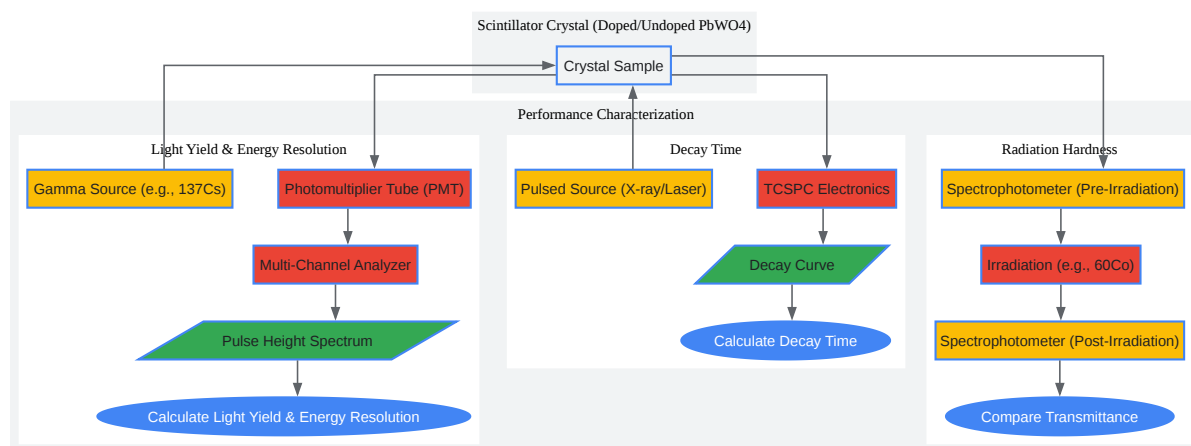 Scintillator Crystal (Doped/Undoped PbWO4)
Crystal Sample
Performance Characterization
Light Yield & Energy Resolution
Gamma Source (e.g., 137Cs)
Photomultiplier Tube (PMT)
Multi-Channel Analyzer
Pulse Height Spectrum
Calculate Light Yield & Energy Resolution
Decay Time
Pulsed Source (X-ray/Laser)
TCSPC Electronics
Decay Curve
Calculate Decay Time
Radiation Hardness
Spectrophotometer (Pre-Irradiation)
Irradiation (e.g., 60Co)
Spectrophotometer (Post-Irradiation)
Compare Transmittance